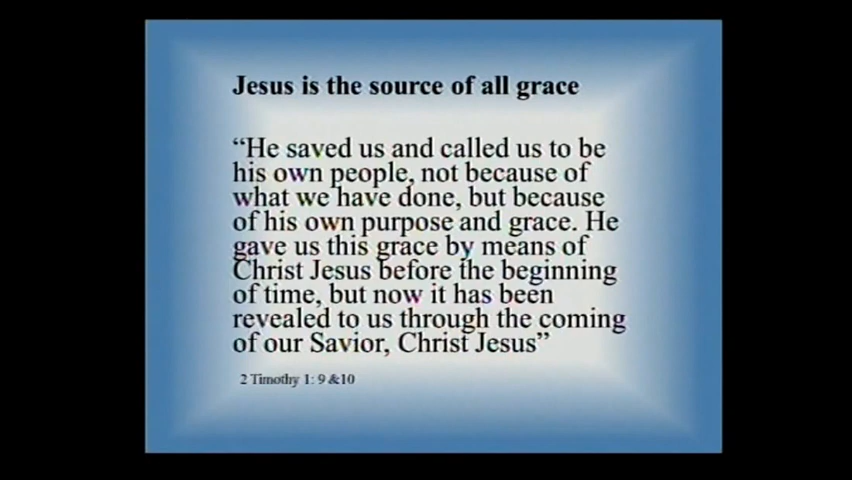 Jesus is the source of all grace
“He saved us and called us to be
his own people, not because of
what we have done, but because
of his own purpose and grace. He
gave us this grace by means of
Christ Jesus before the beginning
of time, but now it has been
revealed to us through the coming
of our Savior, Christ Jesus”
2 Timothy 1: 9 &10